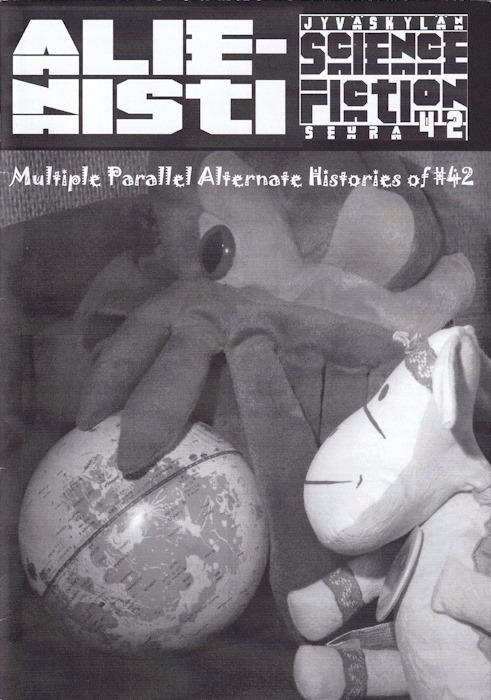 ALIE-
NISTI
JYVÄSKYLÄN
SCIENCE
FICTION
SEURA 42
Multiple Parallel Alternate Histories of #42